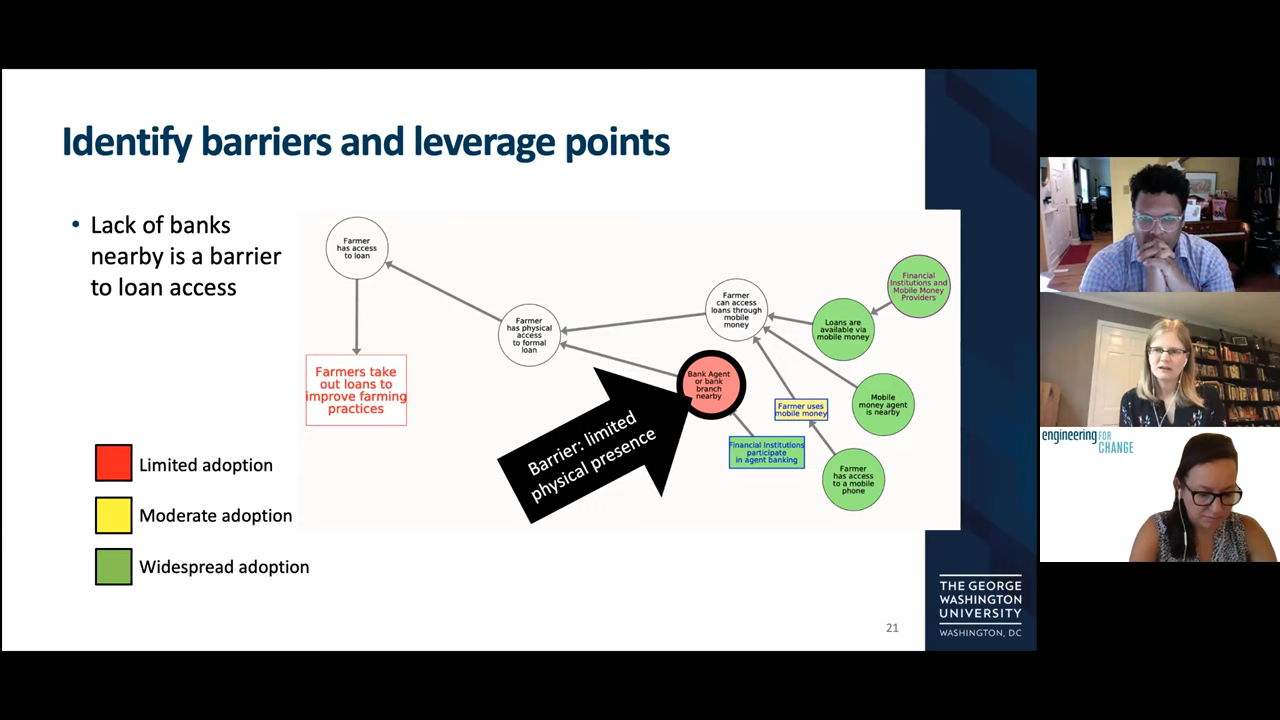 Identify barriers and leverage points
• Lack of banks
nearby is a barrier
to loan access
Farmer
has access
to loan
Farmers take
out loans to
improve farming
practices
Farmer
has physical
access
to formal
loan
Farmer
can access
loans through
mobile
money
Bank Agent
or bank
branch
nearby
Financial
Institutions and
Mobile Money
Providers
Loans are
available via
mobile money
Mobile
money agent
is nearby
Farmer uses
mobile money
Financial Institutions
participate
in agent banking
Farmer
has access
to a mobile
phone
Barrier: limited
physical presence
Limited adoption
Moderate adoption
Widespread adoption
21
THE GEORGE
WASHINGTON
UNIVERSITY
WASHINGTON, DC
engineering FOR
CHANGE